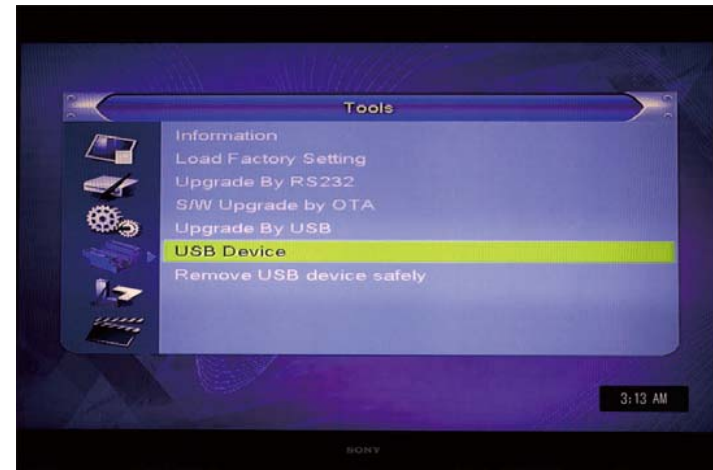 Tools
Information
Load Factory Setting
Upgrade By RS232
S/W Upgrade by OTA
Upgrade By USB
USB Device
Remove USB device safely
3:13 AM
SONY